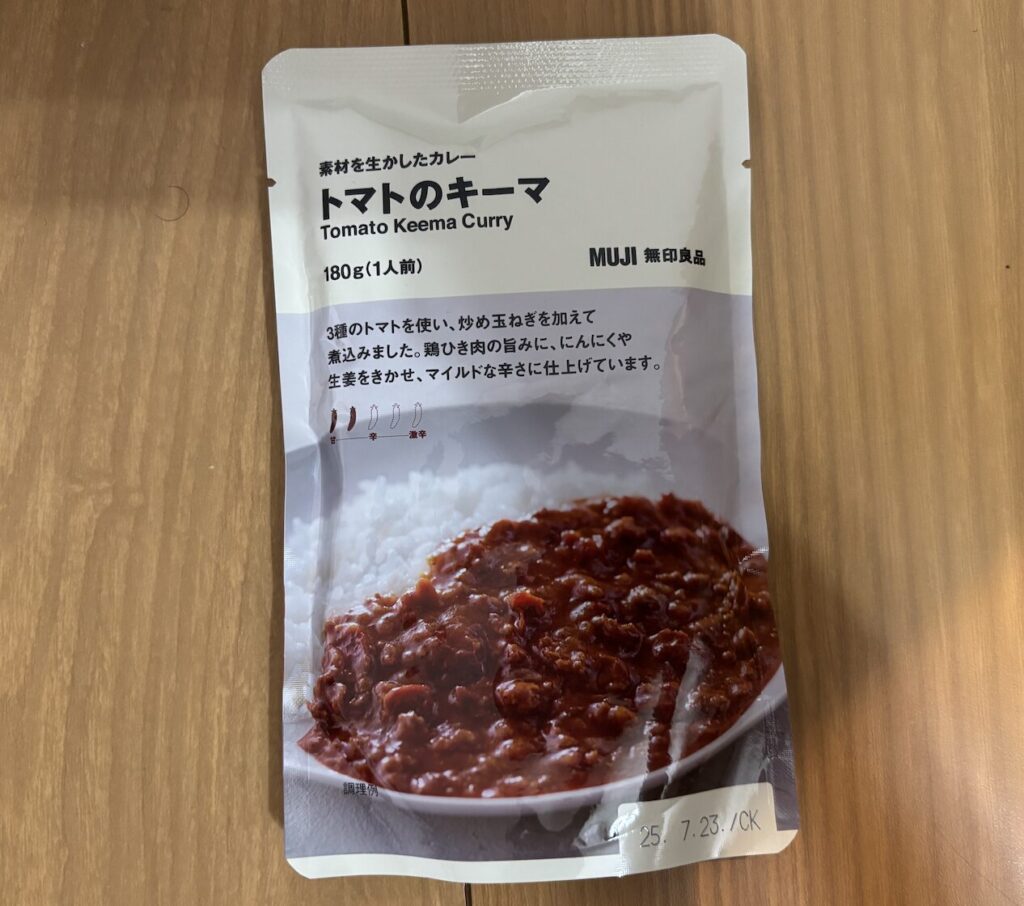 素材を生かしたカレー
トマトのキーマ
Tomato Keema Curry
180g(1人前)
MUJI 無印良品
3種のトマトを使い、炒め玉ねぎを加えて
煮込みました。鶏ひき肉の旨みに、にんにくや
生姜をきかせ、マイルドな辛さに仕上げています。
甘 辛 激辛
調理例
25. 7.23./CK